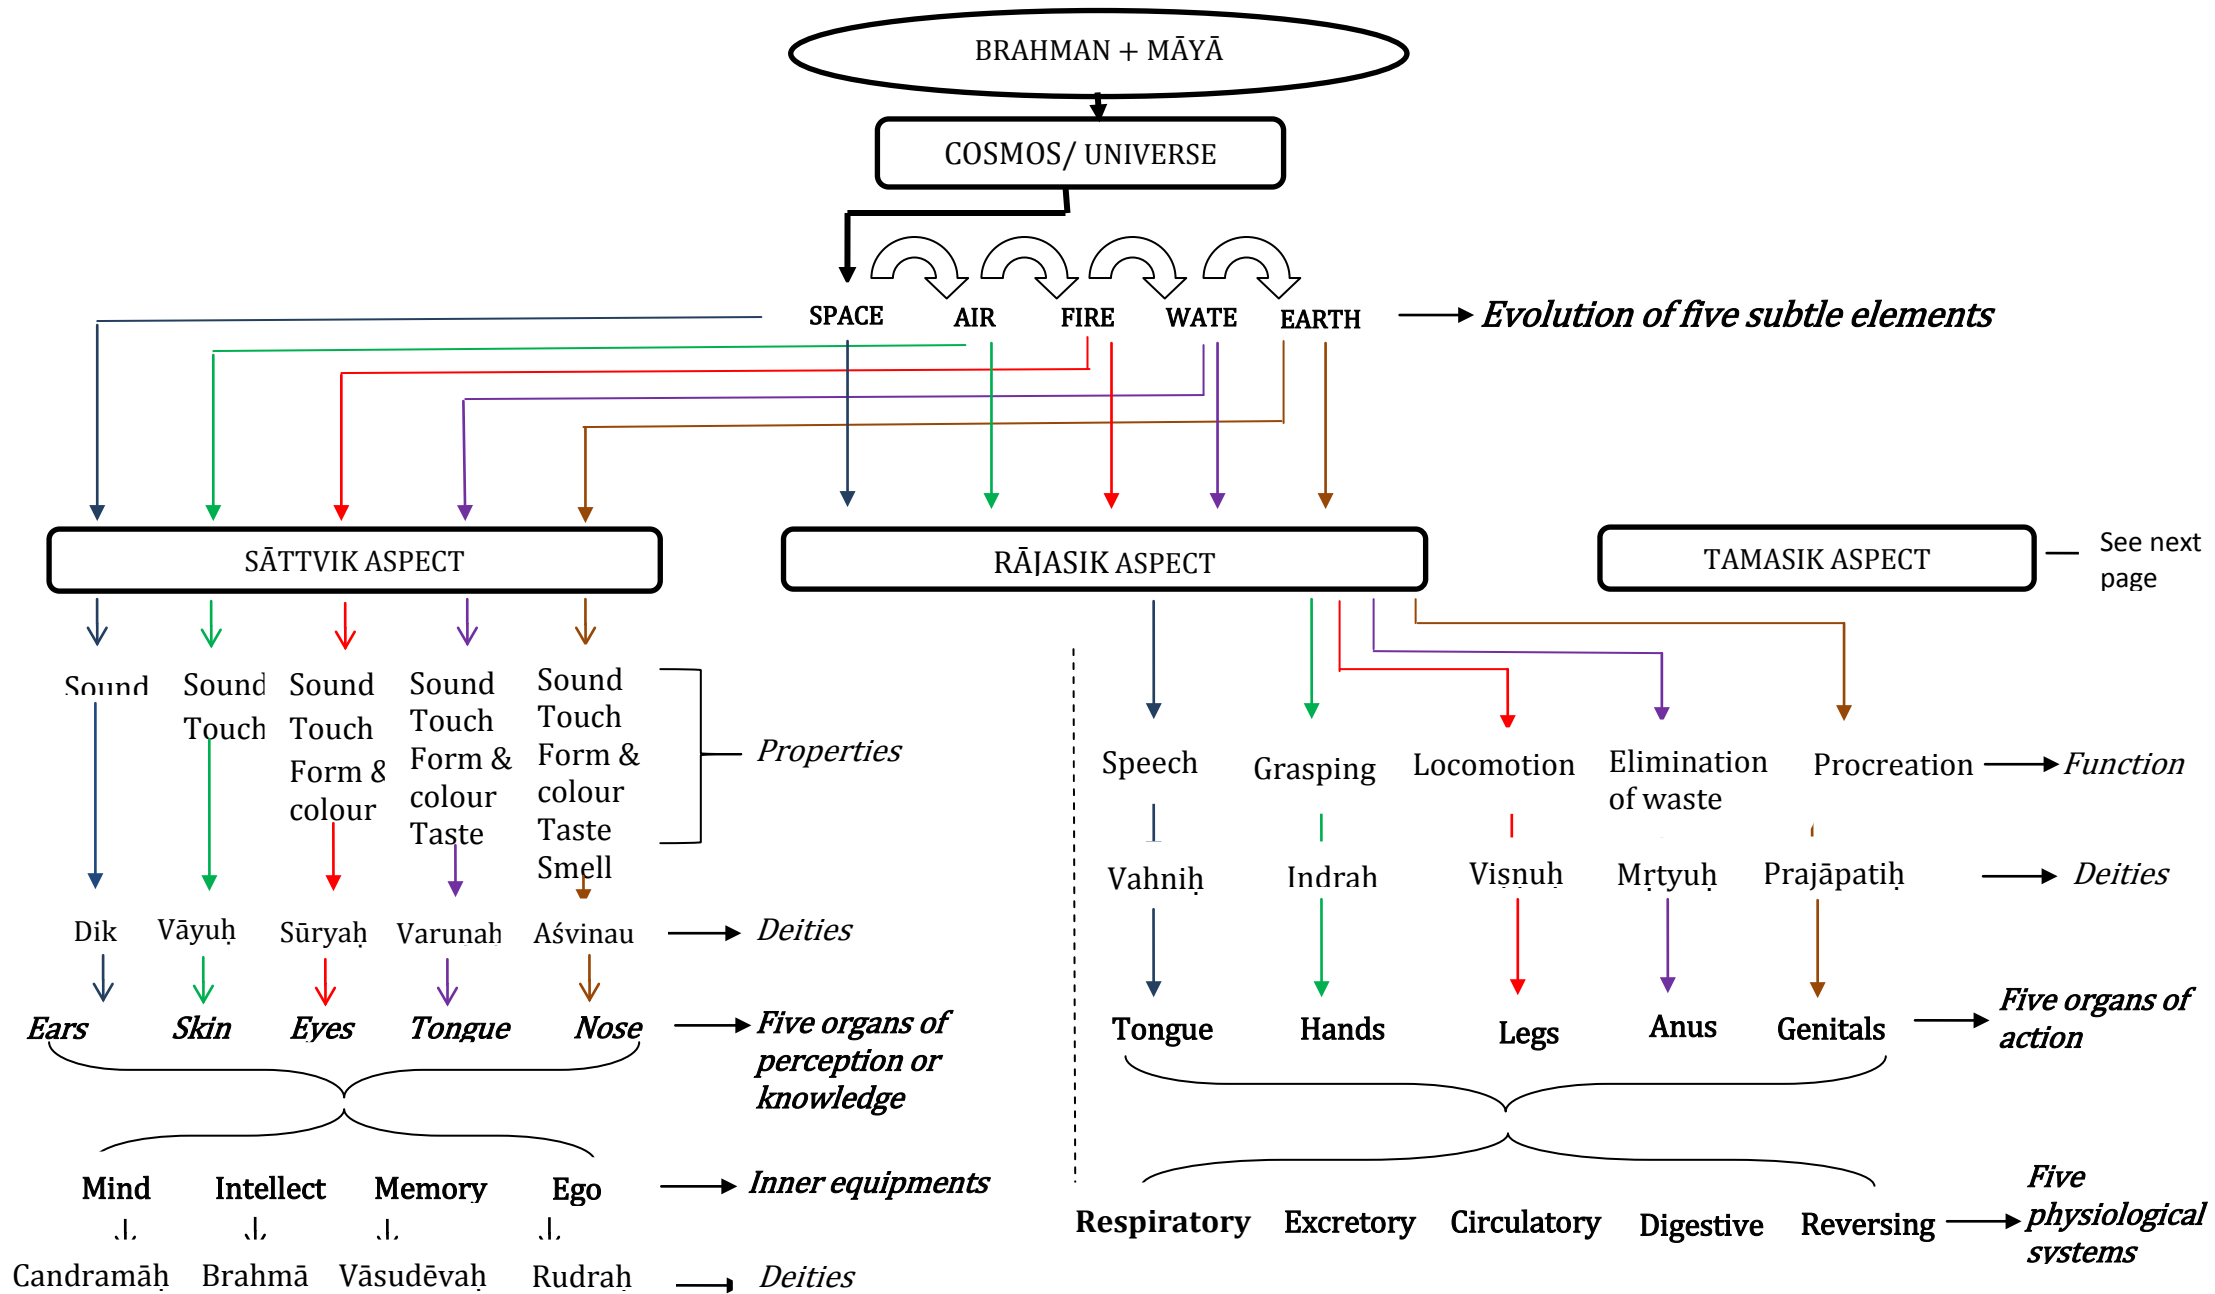 BRAHMAN + MĀYĀ
COSMOS/ UNIVERSE
SPACE AIR FIRE WATE EARTH Evolution of five subtle elements
SĀTTVIK ASPECT
RĀJASIK ASPECT
TAMASIK ASPECT
See next
page
Sound
Sound
Touch
Sound
Touch
Form &
colour
Sound
Touch
Form &
colour
Taste
Sound
Touch
Form &
colour
Taste
Smell
Properties
Dik Vāyuḥ Sūryaḥ Varuṇaḥ Aśvinau Deities
Ears Skin Eyes Tongue Nose
Five organs of
perception or
knowledge
Mind Intellect Memory Ego Inner equipments
Candramāḥ Brahmā Vāsudēvaḥ Rudraḥ Deities
Speech Grasping Locomotion
Elimination
of waste
Procreation Function
Vahniḥ Indraḥ Viṣṇuḥ Mṛtyuḥ Prajāpatiḥ Deities
Tongue Hands Legs Anus Genitals
Five organs of
action
Respiratory Excretory Circulatory Digestive Reversing
Five
physiological
systems